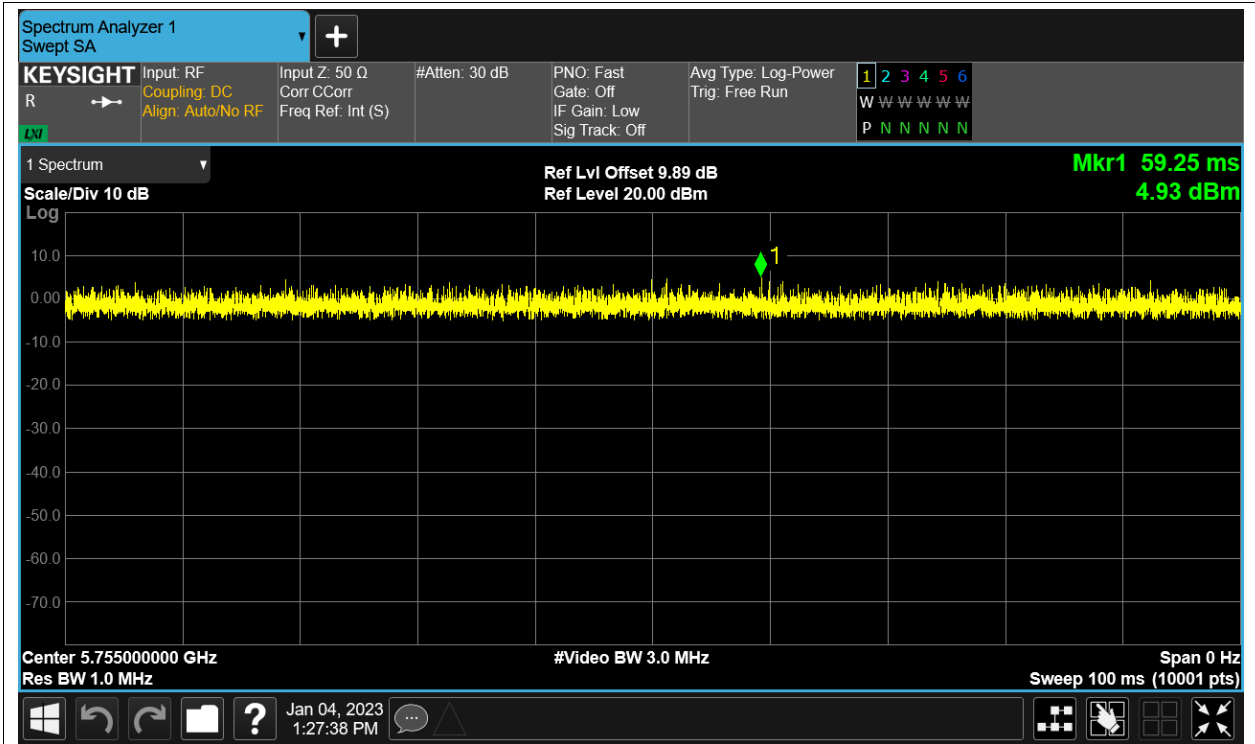 Spectrum Analyzer 1
Swept SA
KEYSIGHT
R
LXI
Input: RF
Coupling: DC
Align: Auto/No RF
Input Z: 50 Ω
Corr CCorr
Freq Ref: Int (S)
#Atten: 30 dB
PNO: Fast
Gate: Off
IF Gain: Low
Sig Track: Off
Avg Type: Log-Power
Trig: Free Run
1 2 3 4 5 6
W W W W W W
P N N N N N
1 Spectrum
Scale/Div 10 dB
Log
Ref Lvl Offset 9.89 dB
Ref Level 20.00 dBm
Mkr1 59.25 ms
4.93 dBm
1
10.0
0.00
-10.0
-20.0
-30.0
-40.0
-50.0
-60.0
-70.0
Center 5.755000000 GHz
#Video BW 3.0 MHz
Span 0 Hz
Res BW 1.0 MHz
Sweep 100 ms (10001 pts)
?
Jan 04, 2023
1:27:38 PM